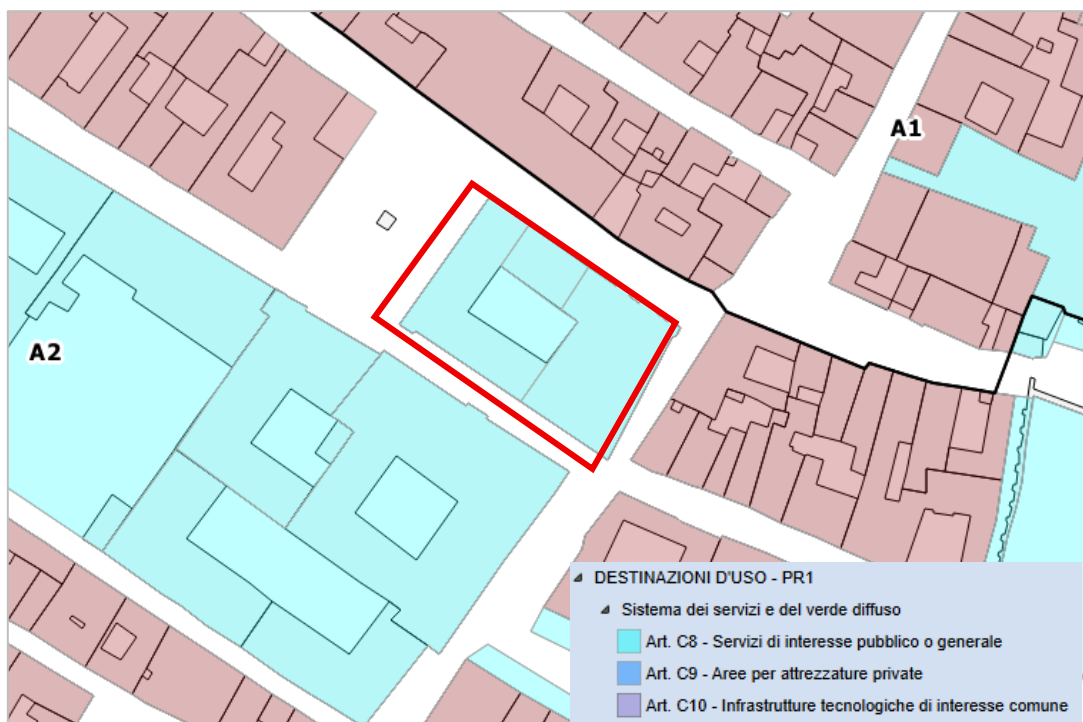 A1
A2
DESTINAZIONI D'USO - PR1
Sistema dei servizi e del verde diffuso
Art. C8 - Servizi di interesse pubblico o generale
Art. C9 - Aree per attrezzature private
Art. C10 - Infrastrutture tecnologiche di interesse comune